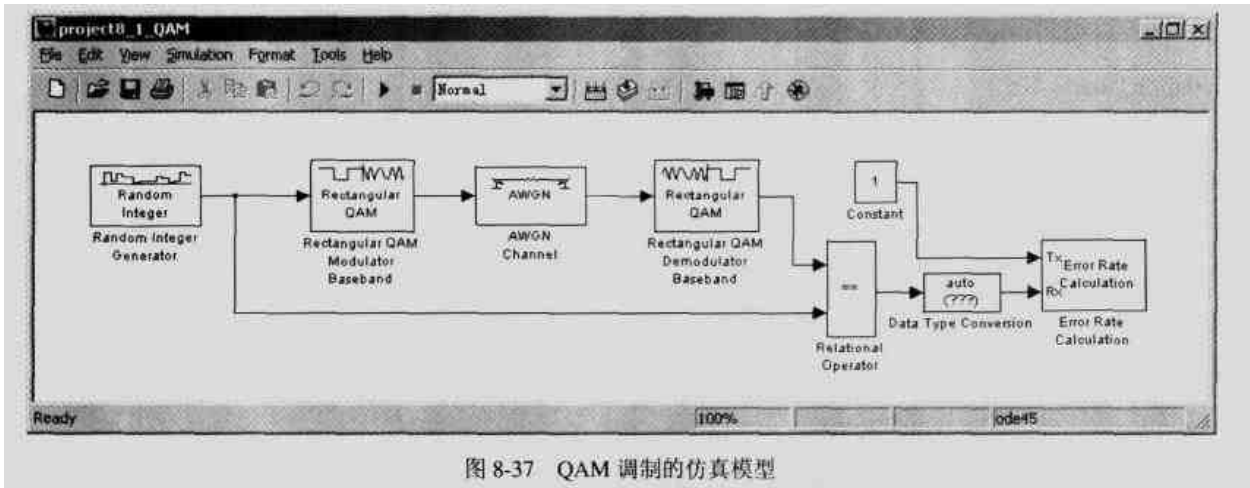 project8_1_QAM
File Edit View Simulation Format Tools Help
Normal
Random
Integer
Random Integer
Generator
Rectangular
QAM
Rectangular QAM
Modulator
Baseband
AWGN
AWGN
Channel
Rectangular
QAM
Rectangular QAM
Demodulator
Baseband
1
Constant
==
Relational
Operator
auto
(???)
Data Type Conversion
Tx
Rx
Error Rate
Calculation
Error Rate
Calculation
Ready
100%
ode45
图 8-37 QAM 调制的仿真模型